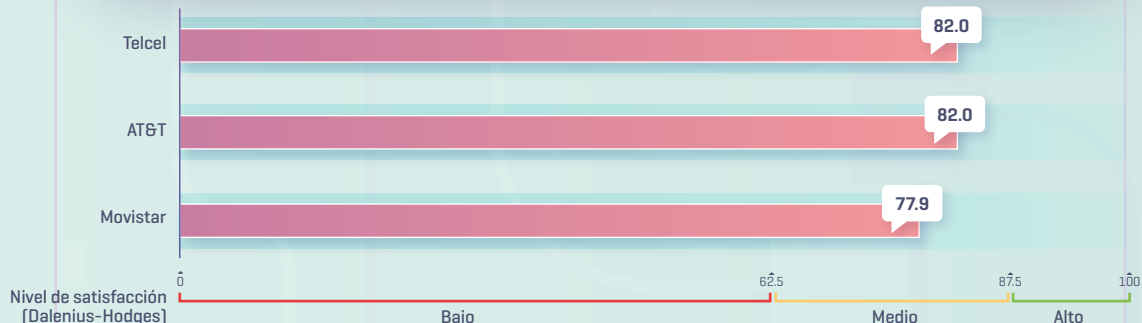 Telcel
82.0
AT&T
82.0
Movistar
77.9
0 62.5 87.5 100
Nivel de satisfacción
(Dalenius-Hodges)
Bajo Medio Alto